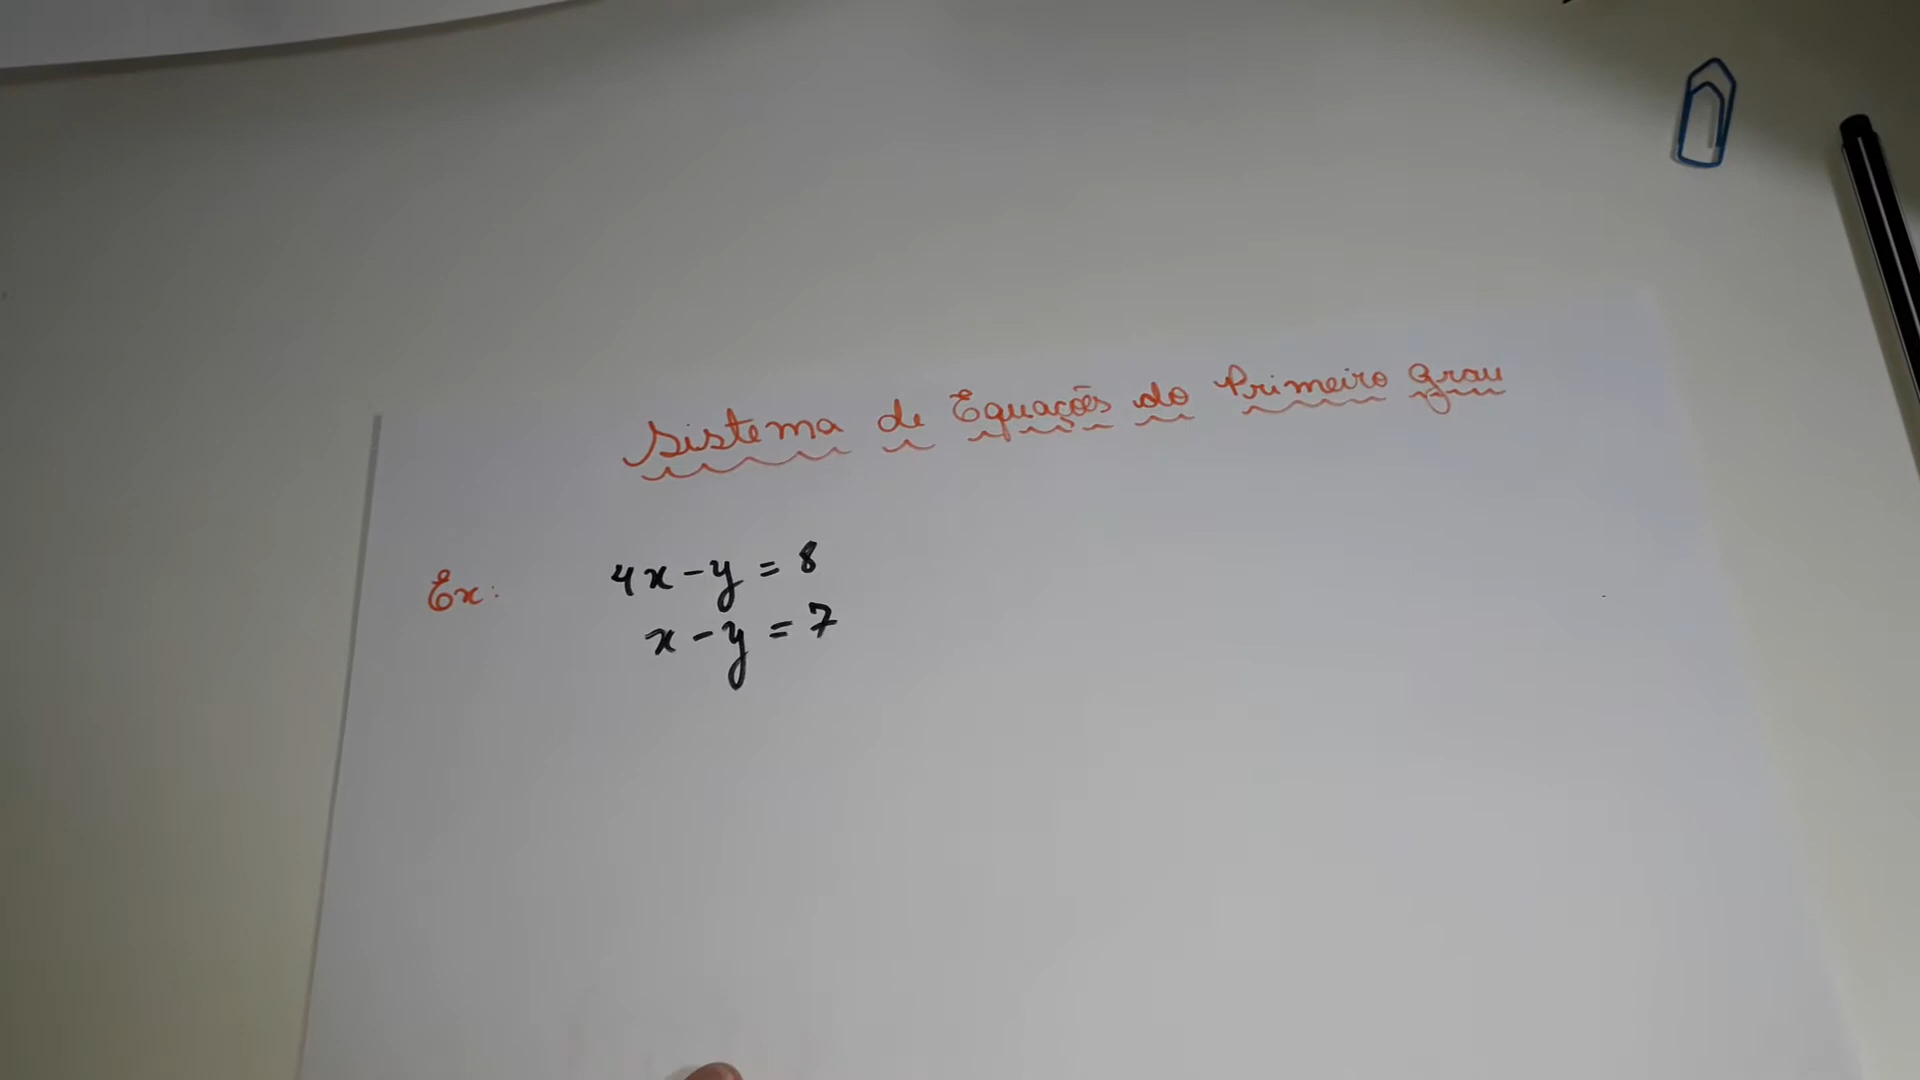 Sistema de Equações do Primeiro grau
Ex: 4x - y = 8
x - y = 7